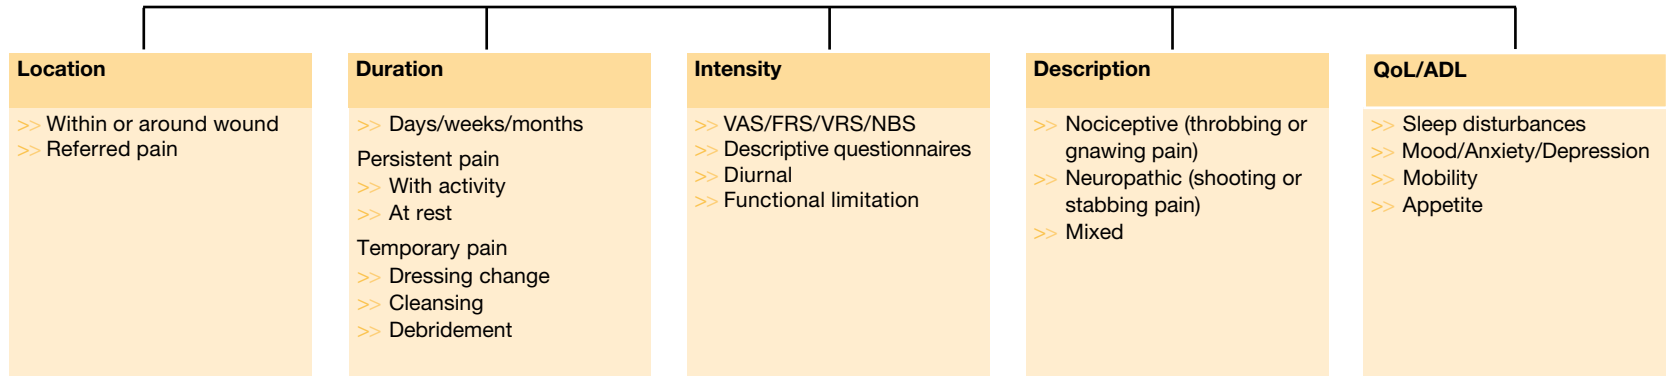 Location
>> Within or around wound
>> Referred pain
Duration
>> Days/weeks/months
Persistent pain
>> With activity
>> At rest
Temporary pain
>> Dressing change
>> Cleansing
>> Debridement
Intensity
>> VAS/FRS/VRS/NBS
>> Descriptive questionnaires
>> Diurnal
>> Functional limitation
Description
>> Nociceptive (throbbing or
gnawing pain)
>> Neuropathic (shooting or
stabbing pain)
>> Mixed
QoL/ADL
>> Sleep disturbances
>> Mood/Anxiety/Depression
>> Mobility
>> Appetite